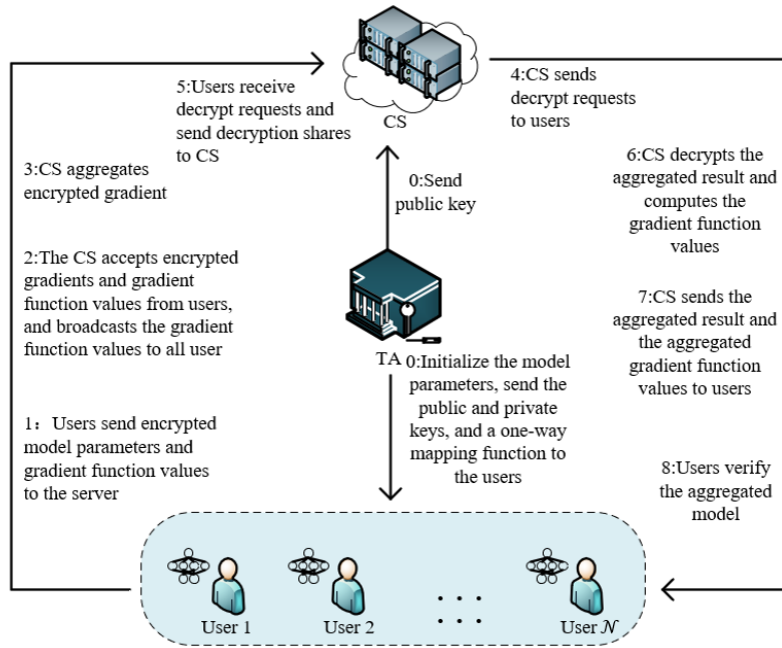 5:Users receive
decrypt requests and
send decryption shares
to CS
CS
4:CS sends
decrypt requests
to users
3:CS aggregates
encrypted gradient
0:Send
public key
6:CS decrypts the
aggregated result and
computes the
gradient function
values
2:The CS accepts encrypted
gradients and gradient
function values from users,
and broadcasts the gradient
function values to all user
7:CS sends the
aggregated result and
the aggregated
gradient function
values to users
TA
0:Initialize the model
parameters, send the
public and private
keys, and a one-way
mapping function to
the users
1：Users send encrypted
model parameters and
gradient function values
to the server
8:Users verify
the aggregated
model
User 1
User 2
. . .
. . .
User 𝒩